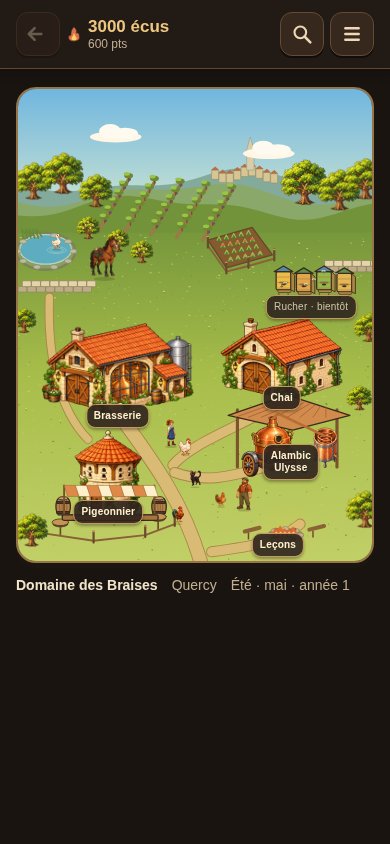 3000 écus
600 pts
Rucher · bientôt
Chai
Brasserie
Alambic
Ulysse
Pigeonnier
Leçons
Domaine des Braises Quercy Été · mai · année 1